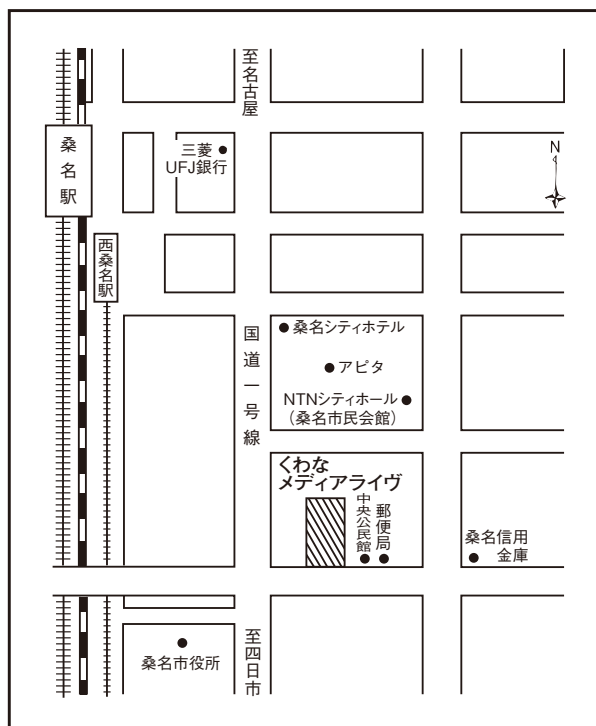 至名古屋
桑名駅
三菱
UFJ銀行
N
西桑名駅
国道一号線
桑名シティホテル
アピタ
NTNシティホール
（桑名市民会館）
くわな
メディアライヴ
中央公民館
郵便局
桑名信用
金庫
至四日市
桑名市役所